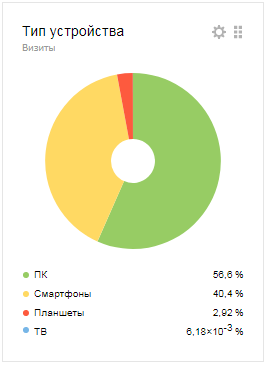 Тип устройства
Визиты
ПК 56,6 %
Смартфоны 40,4 %
Планшеты 2,92 %
ТВ 6,18×10⁻³ %